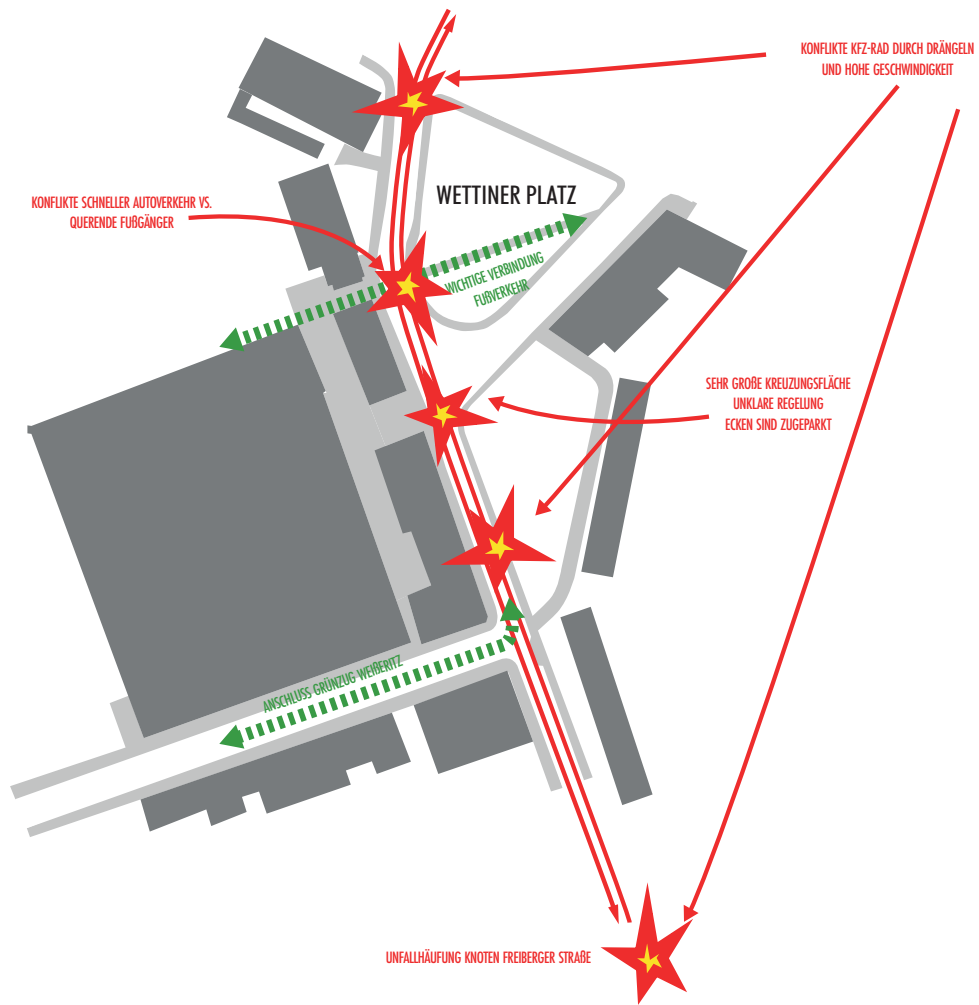 KONFLIKTE KFZ-RAD DURCH DRÄNGELN
UND HOHE GESCHWINDIGKEIT
WETTINER PLATZ
KONFLIKTE SCHNELLER AUTOVERKEHR VS.
QUERENDE FUẞGÄNGER
WICHTIGE VERBINDUNG
FUẞVERKEHR
SEHR GROẞE KREUZUNGSFLÄCHE
UNKLARE REGELUNG
ECKEN SIND ZUGEPARKT
ANSCHLUSS GRÜNZUG WEIẞERITZ
UNFALLHÄUFUNG KNOTEN FREIBERGER STRAẞE